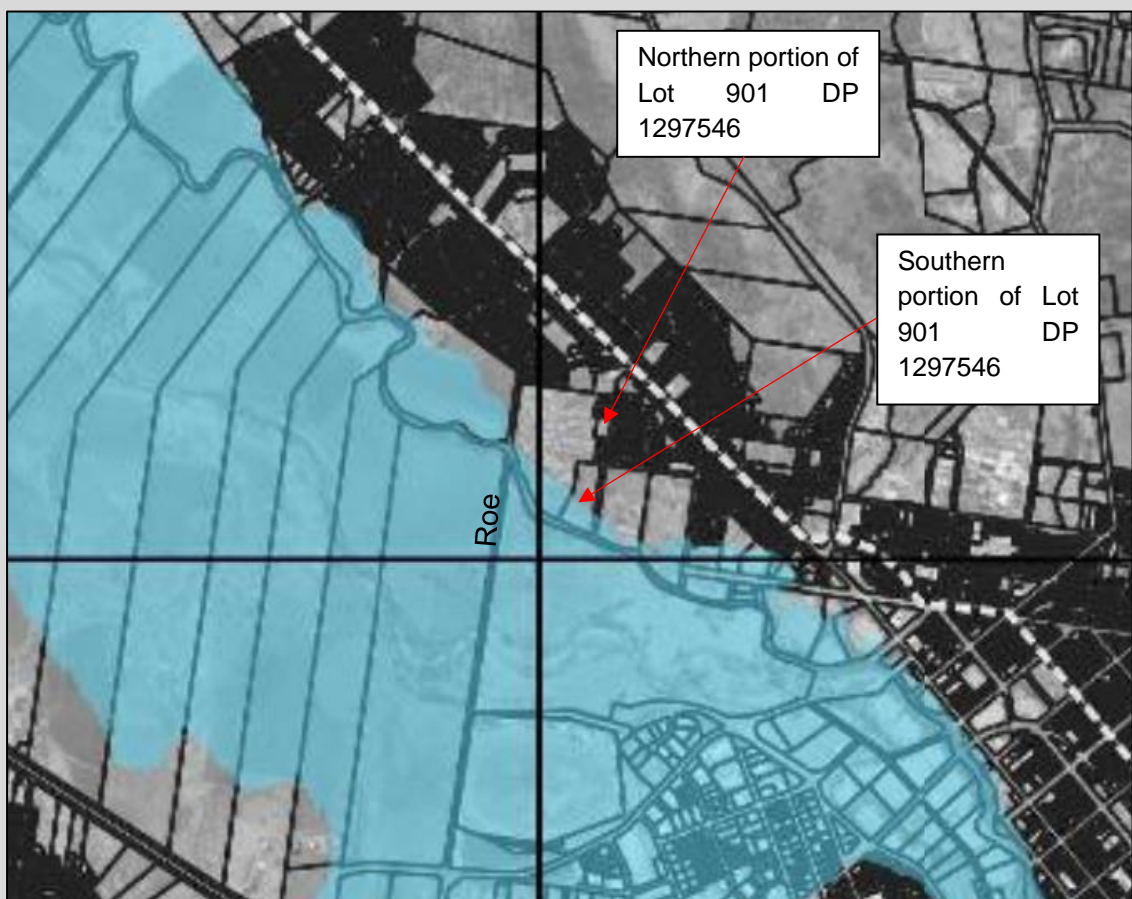 Northern portion of
Lot 901 DP
1297546
Southern
portion of Lot
901 DP
1297546
Roe